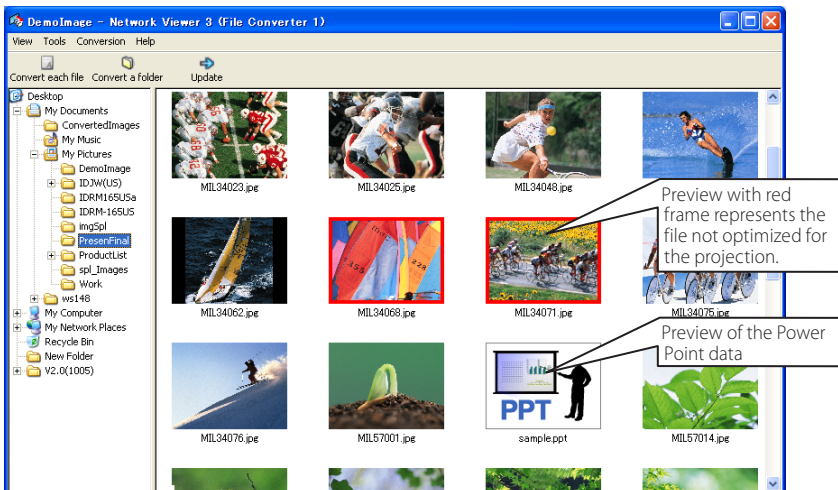 DemoImage - Network Viewer 3 (File Converter 1)
View Tools Conversion Help
Convert each file Convert a folder Update
Desktop
My Documents
ConvertedImages
My Music
My Pictures
DemoImage
IDJW(US)
IDRM165USa
IDRM-165US
imgSpl
PresenFinal
ProductList
spl_Images
Work
ws148
My Computer
My Network Places
Recycle Bin
New Folder
V2.0(1005)
MIL34023.jpg
MIL34025.jpg
MIL34048.jpg
Preview with red
frame represents the
file not optimized for
the projection.
1355
228
MIL34062.jpg
MIL34068.jpg
MIL34071.jpg
MIL34075.jpg
Preview of the Power
Point data
PPT
MIL34076.jpg
MIL57001.jpg
sample.ppt
MIL57014.jpg